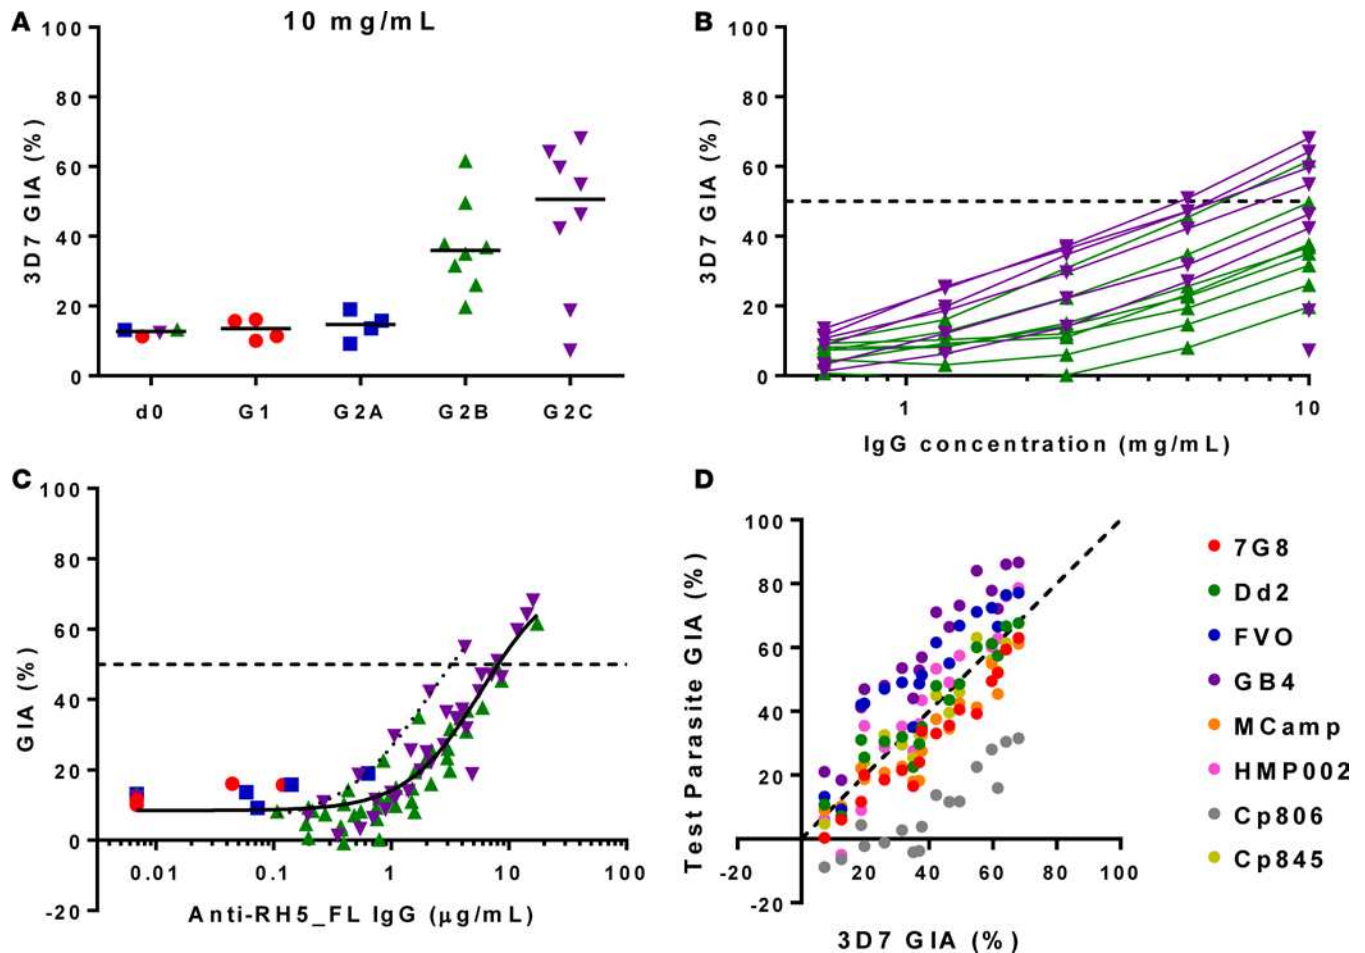 A
10 mg/mL
3D7 GIA (%)
100
80
60
40
20
0
d0 G1 G2A G2B G2C
B
3D7 GIA (%)
100
80
60
40
20
0
1 10
IgG concentration (mg/mL)
C
GIA (%)
100
80
60
40
20
0
-20
0.01 0.1 1 10 100
Anti-RH5_FL IgG (μg/mL)
D
Test Parasite GIA (%)
100
80
60
40
20
-20
-20 20 40 60 80 100
3D7 GIA (%)
7G8
Dd2
FVO
GB4
MCamp
HMP002
Cp806
Cp845